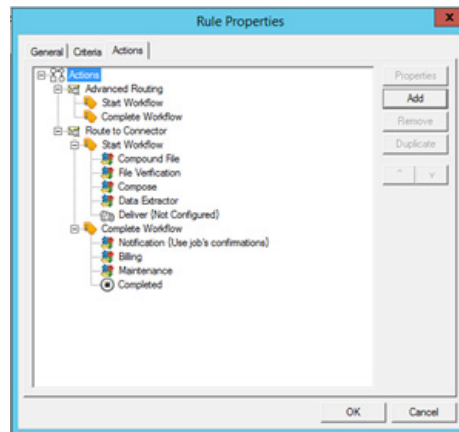 Rule Properties
x
General Criteria Actions
Actions
Advanced Routing
Start Workflow
Complete Workflow
Route to Connector
Start Workflow
Compound File
File Verification
Compose
Data Extractor
Deliver (Not Configured)
Complete Workflow
Notification (Use job's confirmations)
Billing
Maintenance
Completed
Properties
Add
Remove
Duplicate
OK Cancel